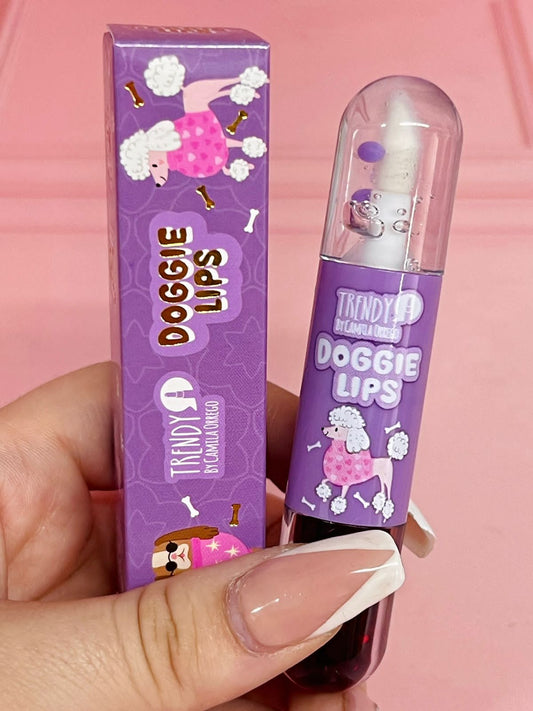 DOGGIE
LIPS
TRENDY
BY CAMILA ORREGO
TRENDY
BY CAMILA ORREGO
DOGGIE
LIPS